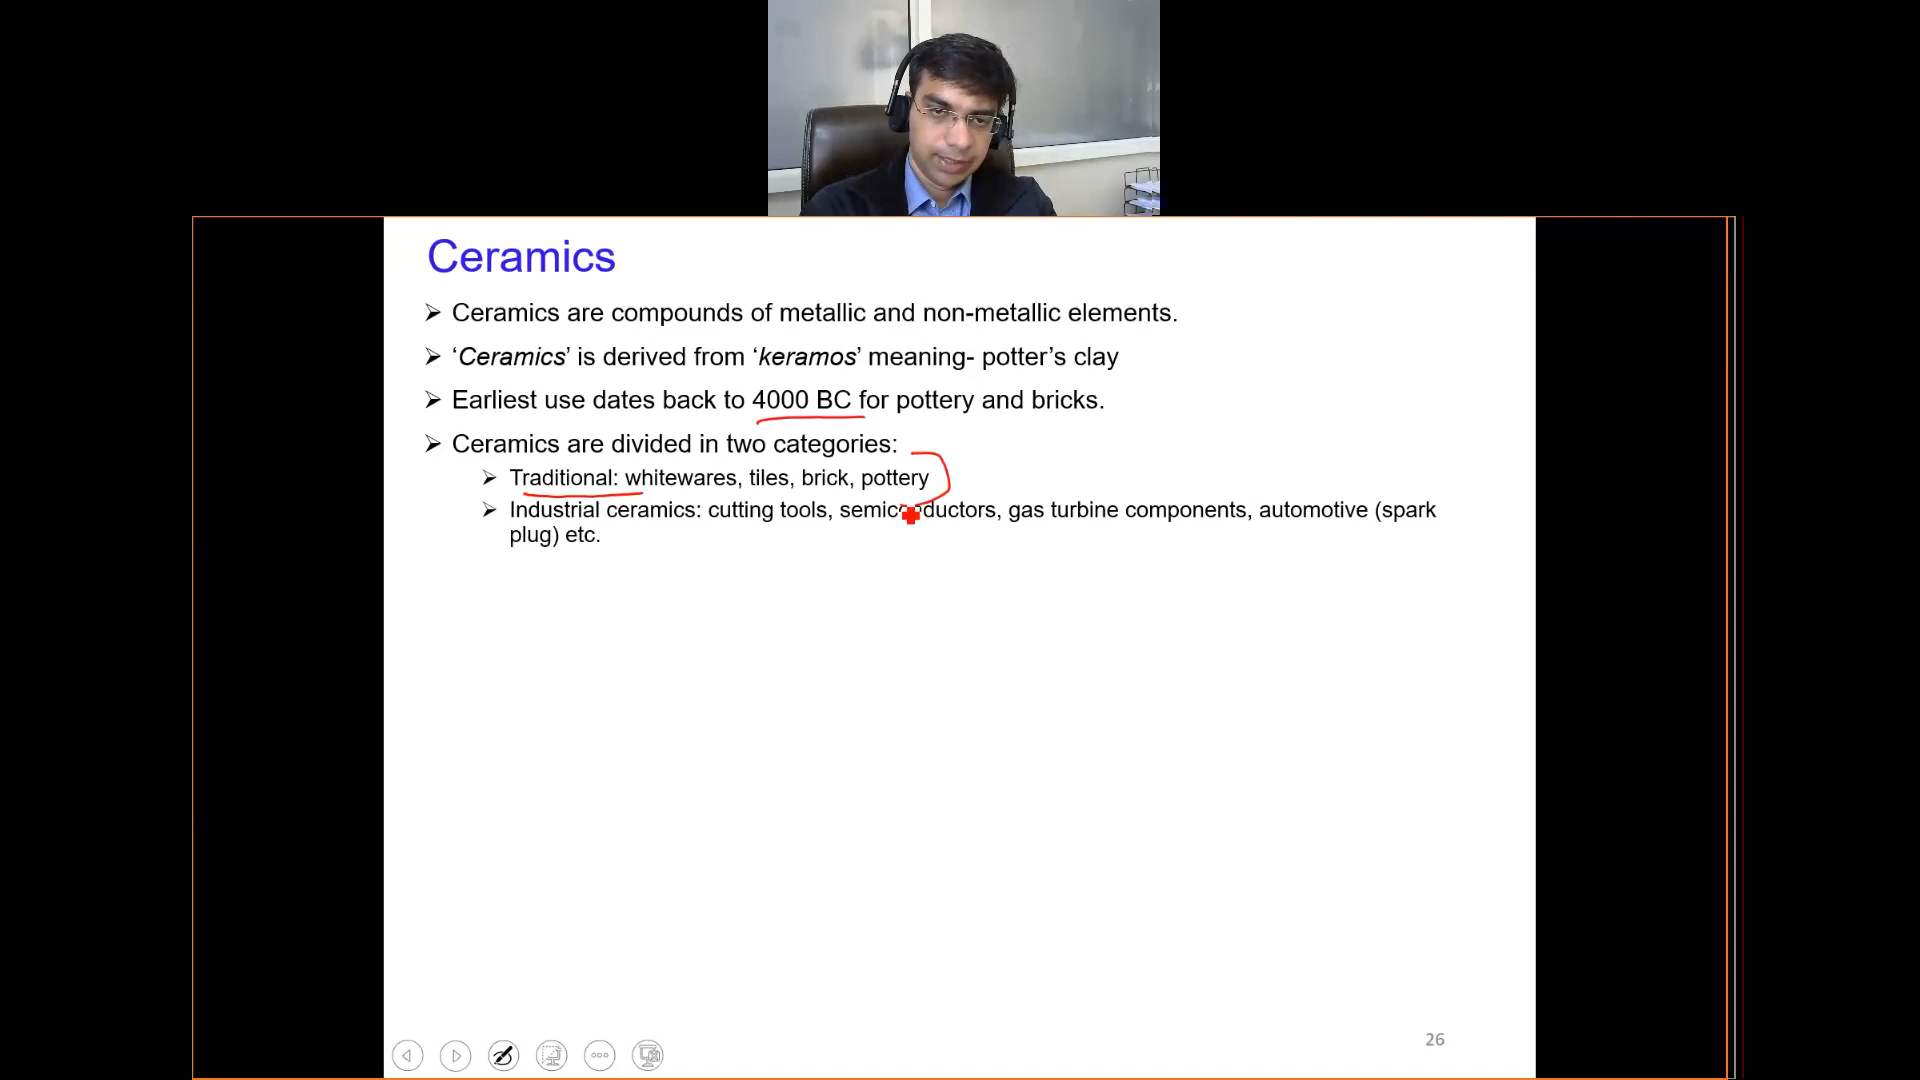 Ceramics
Ceramics are compounds of metallic and non-metallic elements.
‘Ceramics’ is derived from ‘keramos’ meaning- potter’s clay
Earliest use dates back to 4000 BC for pottery and bricks.
Ceramics are divided in two categories:
Traditional: whitewares, tiles, brick, pottery
Industrial ceramics: cutting tools, semiconductors, gas turbine components, automotive (spark
plug) etc.
26